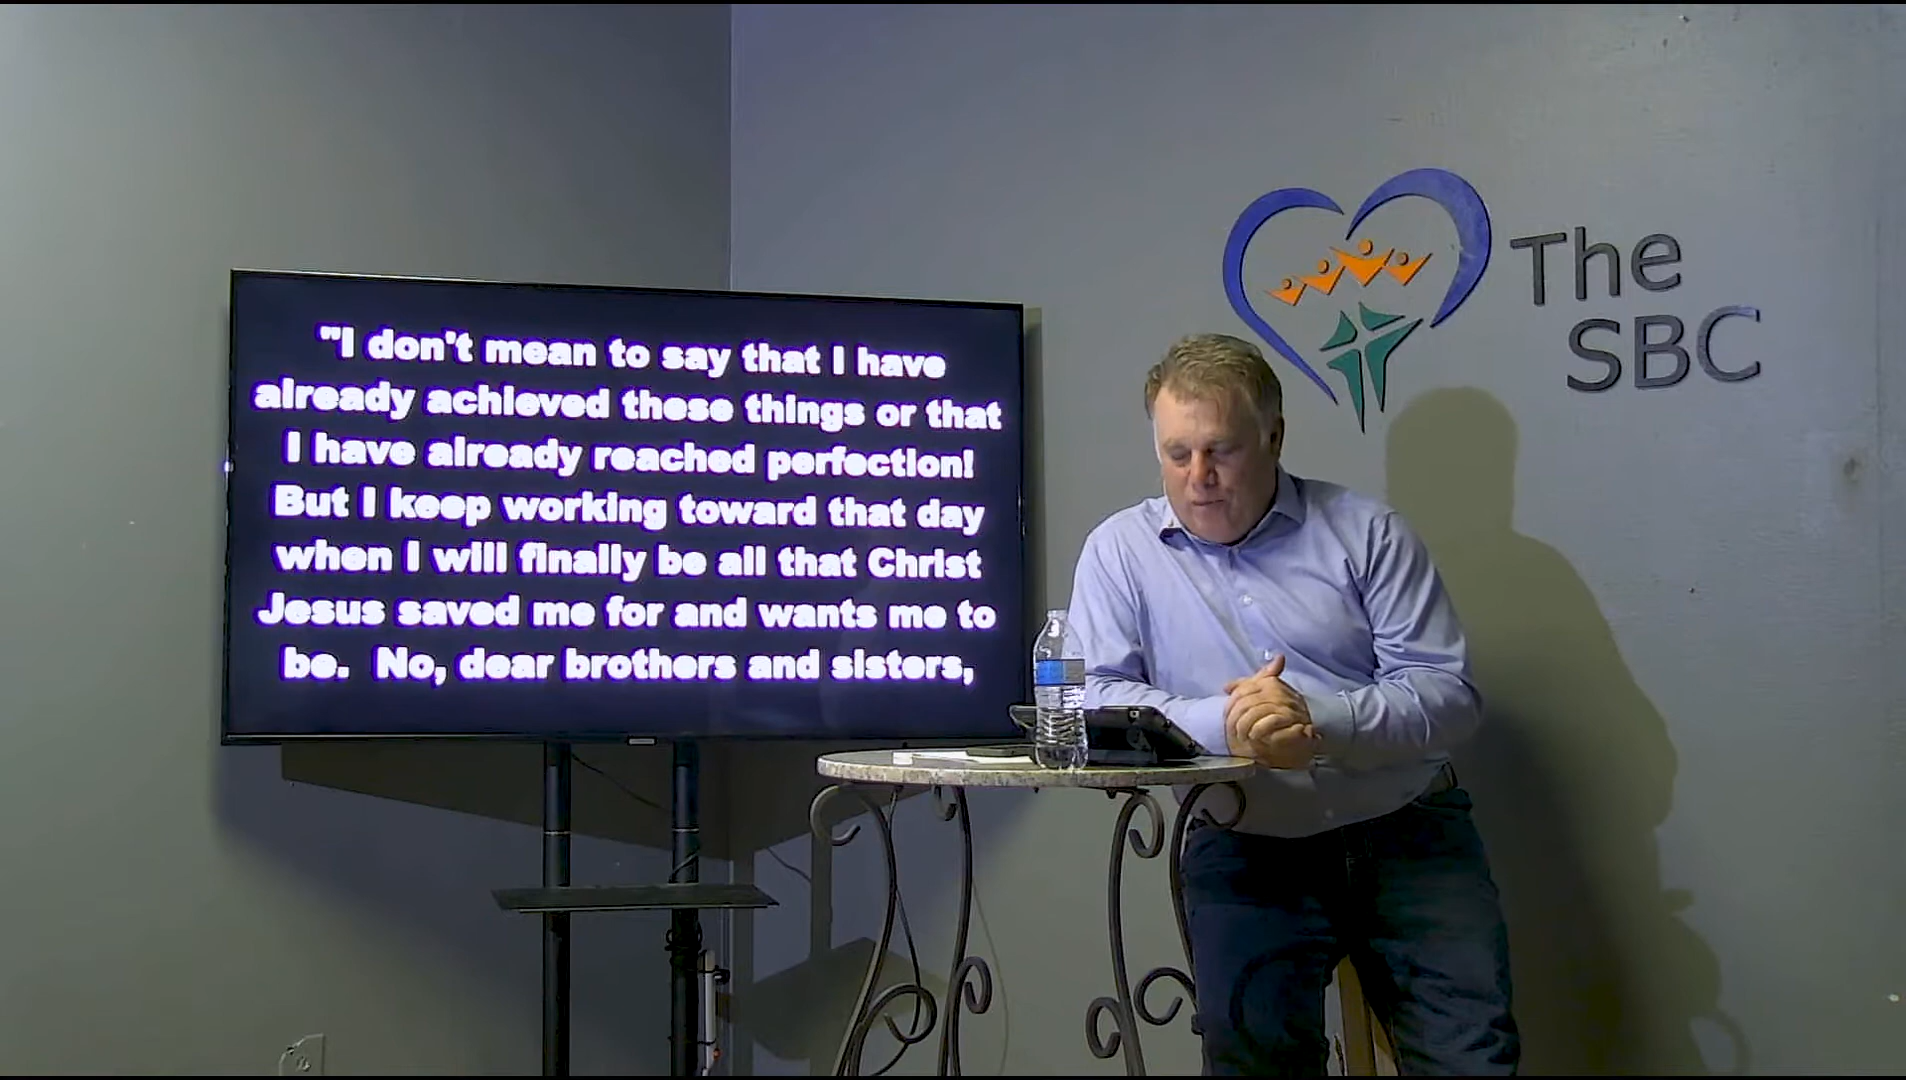 "I don't mean to say that I have
already achieved these things or that
I have already reached perfection!
But I keep working toward that day
when I will finally be all that Christ
Jesus saved me for and wants me to
be.  No, dear brothers and sisters,
The
SBC